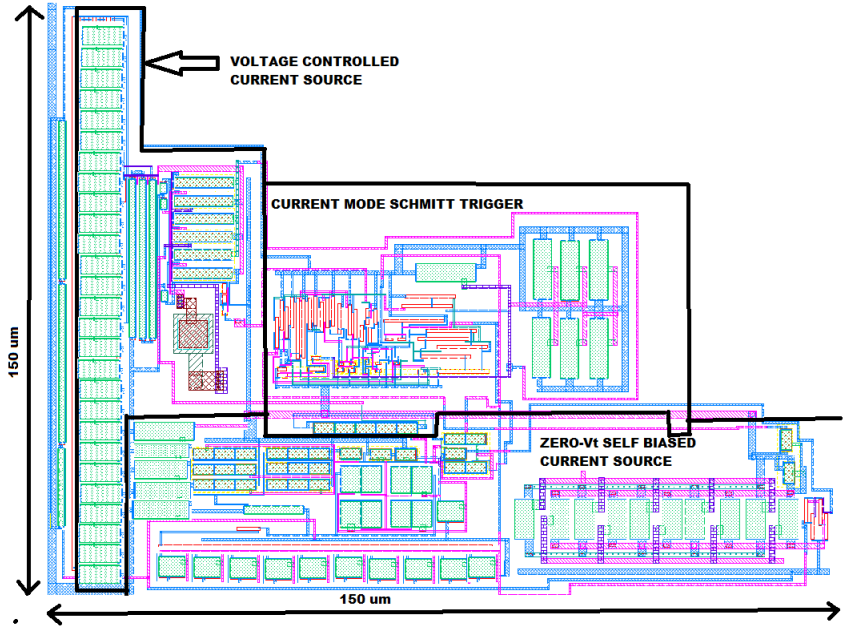 VOLTAGE CONTROLLED
CURRENT SOURCE
CURRENT MODE SCHMITT TRIGGER
150 um
ZERO-Vt SELF BIASED
CURRENT SOURCE
150 um